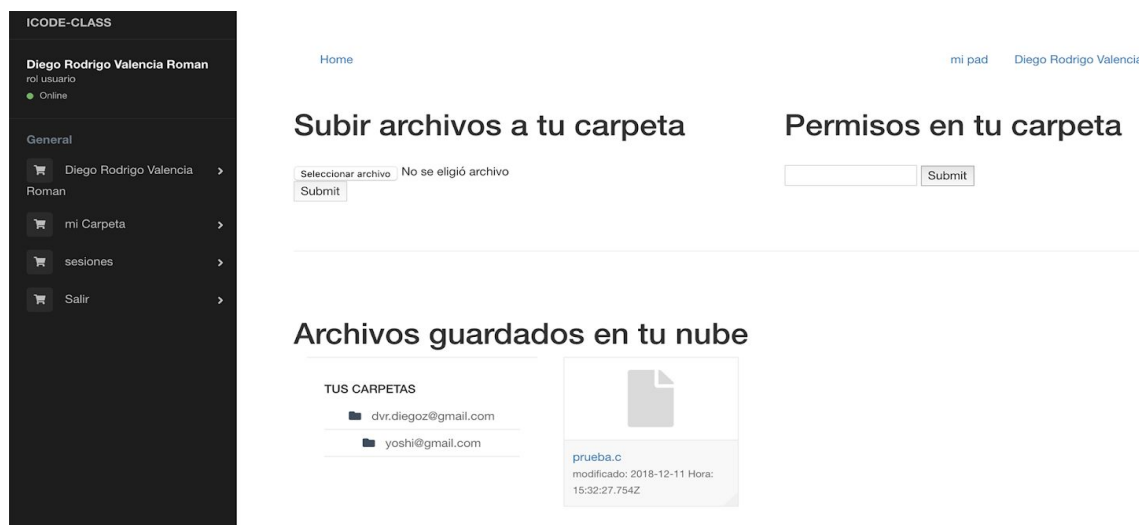 ICODE-CLASS
Diego Rodrigo Valencia Roman
rol usuario
Online
General
Diego Rodrigo Valencia
Roman
mi Carpeta
sesiones
Salir
Home
mi pad
Diego Rodrigo Valencia
Subir archivos a tu carpeta
Seleccionar archivo No se eligió archivo
Submit
Permisos en tu carpeta
Submit
Archivos guardados en tu nube
TUS CARPETAS
dvr.diegoz@gmail.com
yoshi@gmail.com
prueba.c
modificado: 2018-12-11 Hora:
15:32:27.754Z